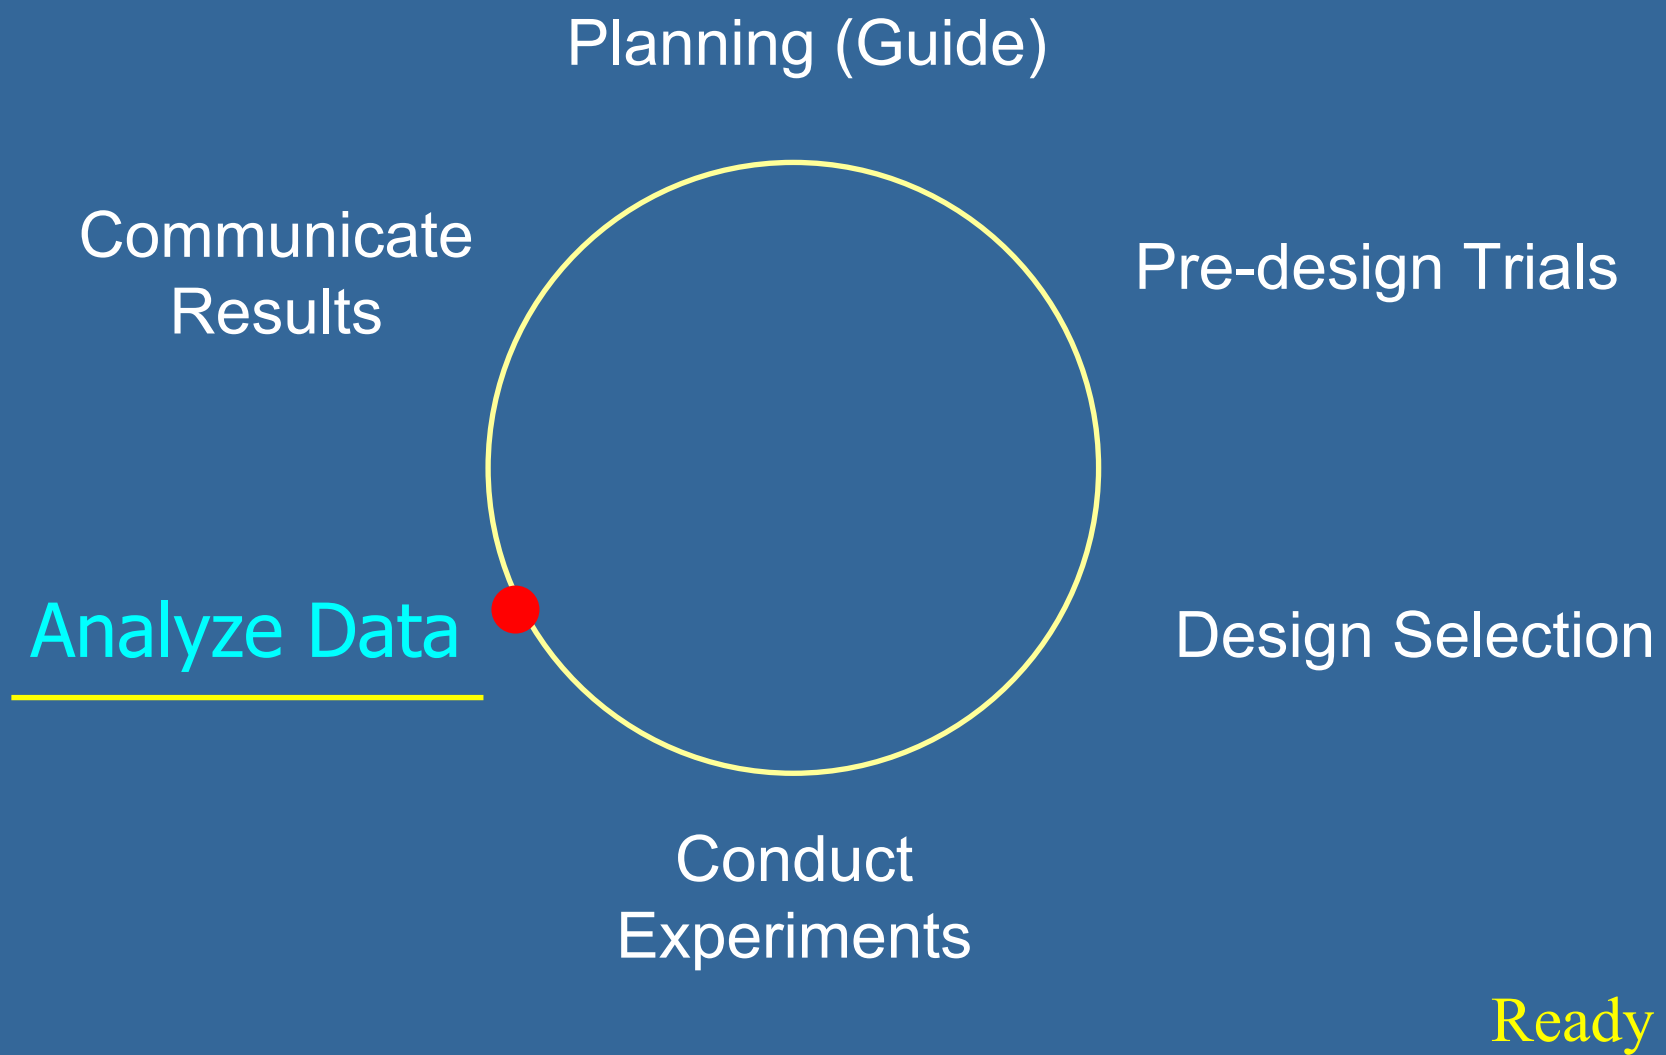 Planning (Guide)
Communicate
Results
Pre-design Trials
Analyze Data
Design Selection
Conduct
Experiments
Ready